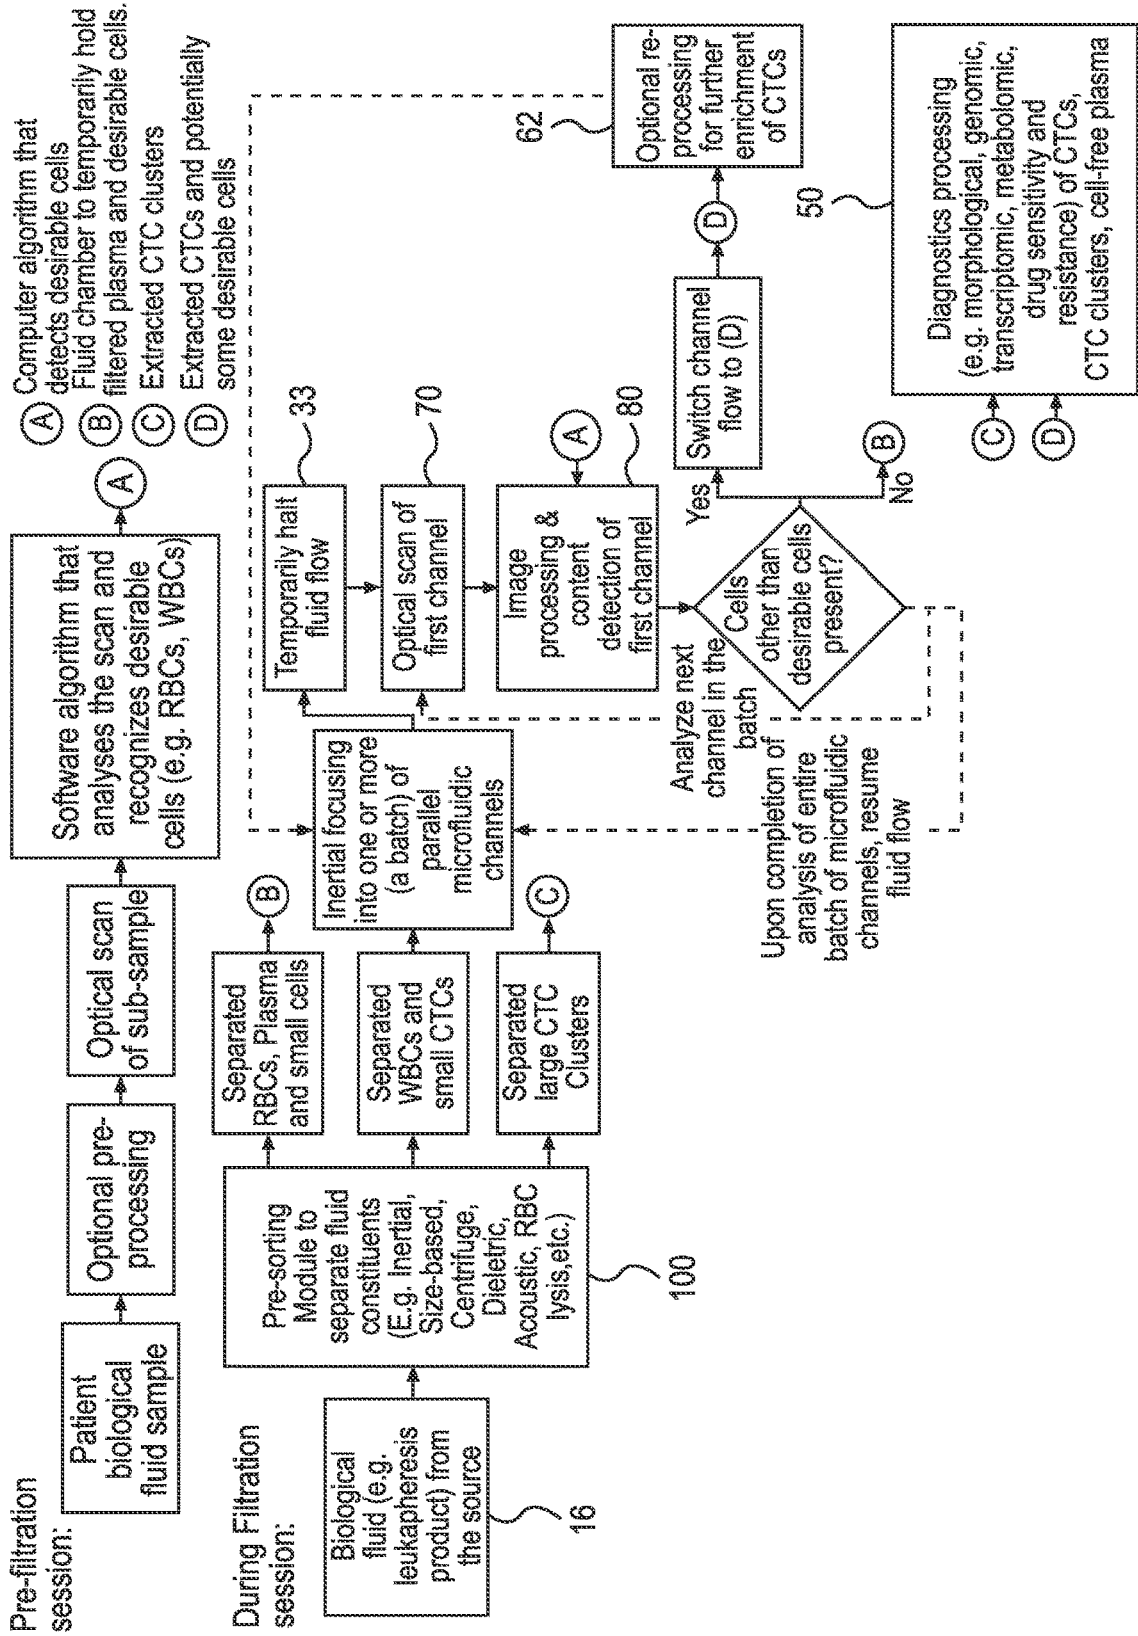 Pre-filtration
session:
Patient
biological
fluid sample
Optional pre-
processing
Optical scan
of sub-sample
Software algorithm that
analyses the scan and
recognizes desirable
cells (e.g. RBCs, WBCs)
A
A Computer algorithm that
detects desirable cells
B Fluid chamber to temporarily hold
filtered plasma and desirable cells.
C Extracted CTC clusters
D Extracted CTCs and potentially
some desirable cells
During Filtration
session:
Biological
fluid (e.g.
leukapheresis
product) from
the source
16
Pre-sorting
Module to
separate fluid
constituents
(E.g. Inertial,
Size-based,
Centrifuge,
Dieletric,
Acoustic, RBC
lysis,etc.)
100
Separated
RBCs, Plasma
and small cells
B
Separated
WBCs and
small CTCs
Separated
large CTC
Clusters
C
Inertial focusing
into one or more
(a batch) of
parallel
microfluidic
channels
Temporarily halt
fluid flow
33
Optical scan of
first channel
70
Image
processing &
content
detection of
first channel
80
A
Analyze next
channel in the
batch
Upon completion of
analysis of entire
batch of microfluidic
channels, resume
fluid flow
Cells
other than
desirable cells
present?
Yes
No
B
Switch channel
flow to (D)
D
Optional re-
processing
for further
enrichment
of CTCs
62
C
D
Diagnostics processing
(e.g. morphological, genomic,
transcriptomic, metabolomic,
drug sensitivity and
resistance) of CTCs,
CTC clusters, cell-free plasma
50